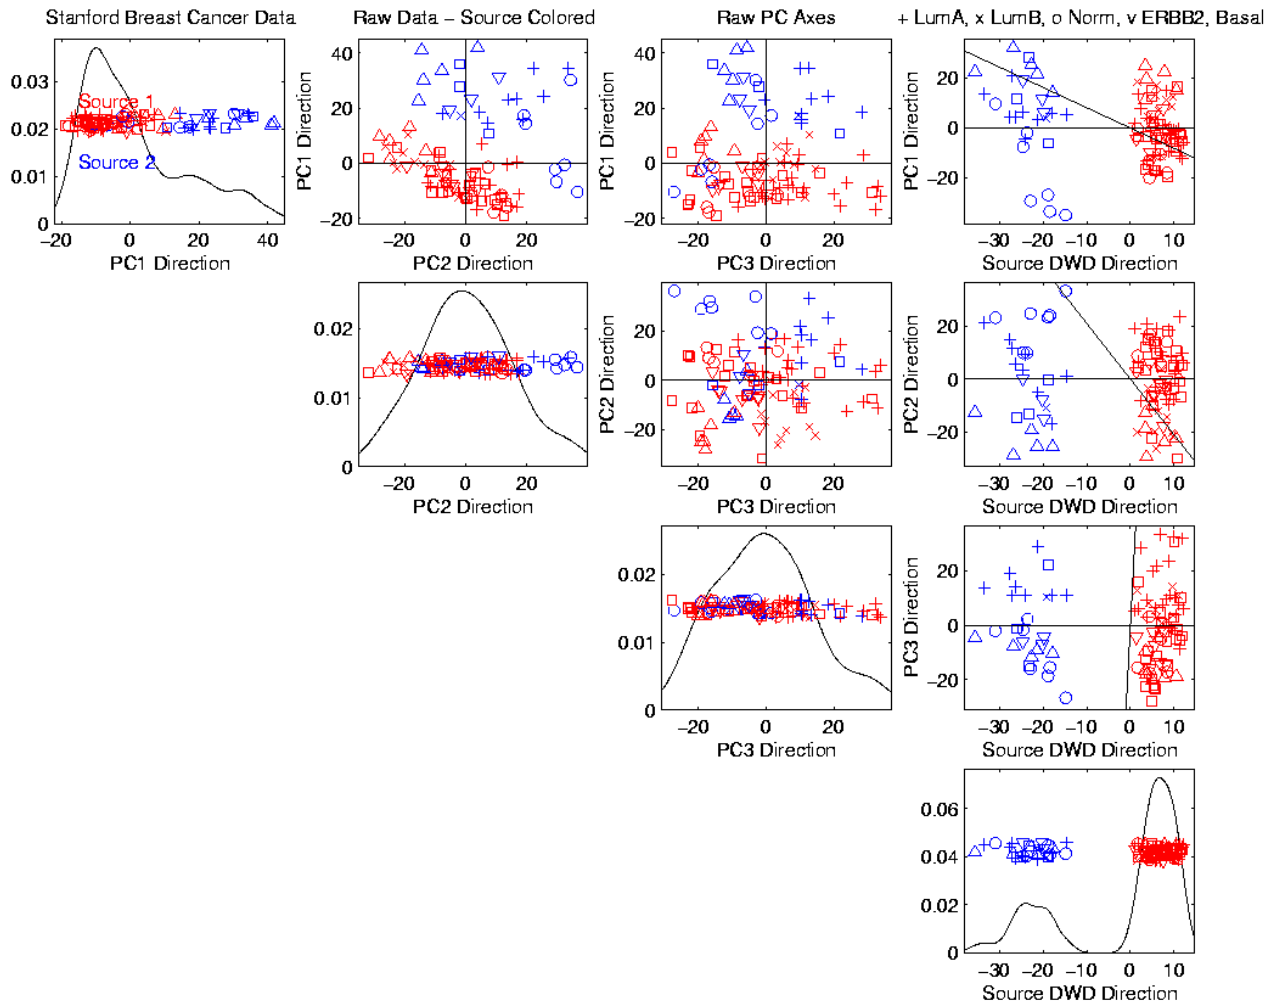 Stanford Breast Cancer Data
Raw Data – Source Colored
Raw PC Axes
+ LumA, x LumB, o Norm, v ERBB2, Basal
0.03
0.02
0.01
0
Source 1
Source 2
−20 0 20 40
PC1 Direction
PC1 Direction
40
20
0
−20
−20 0 20
PC2 Direction
PC1 Direction
40
30
20
10
0
−10
−20
−20 0 20
PC3 Direction
PC1 Direction
20
0
−20
−30 −20 −10 0 10
Source DWD Direction
0.02
0.01
0
−20 0 20
PC2 Direction
PC2 Direction
20
0
−20
−20 0 20
PC3 Direction
PC2 Direction
20
0
−20
−30 −20 −10 0 10
Source DWD Direction
0.02
0.01
0
−20 0 20
PC3 Direction
PC3 Direction
20
0
−20
−30 −20 −10 0 10
Source DWD Direction
0.06
0.04
0.02
0
−30 −20 −10 0 10
Source DWD Direction